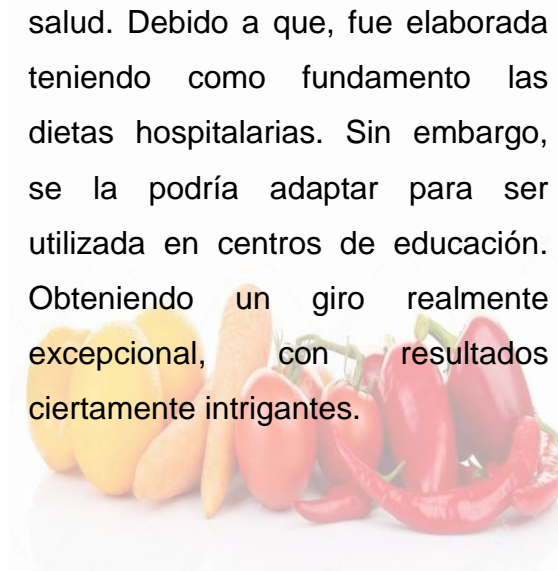 salud. Debido a que, fue elaborada
teniendo como fundamento las
dietas hospitalarias. Sin embargo,
se la podría adaptar para ser
utilizada en centros de educación.
Obteniendo un giro realmente
excepcional, con resultados
ciertamente intrigantes.